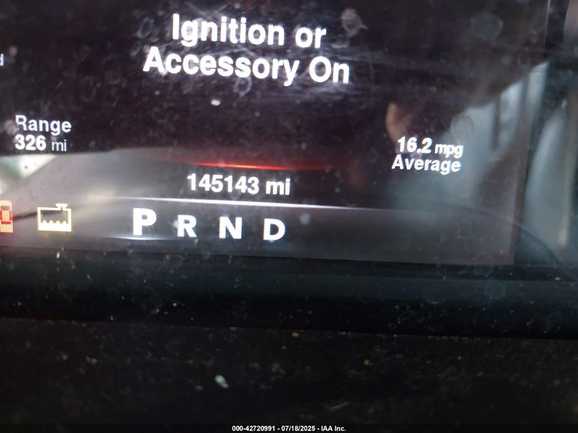 Ignition or
Accessory On
Range
326 mi
16.2 mpg
Average
145143 mi
P R N D
000-42720991 - 07/18/2025 - IAA Inc.